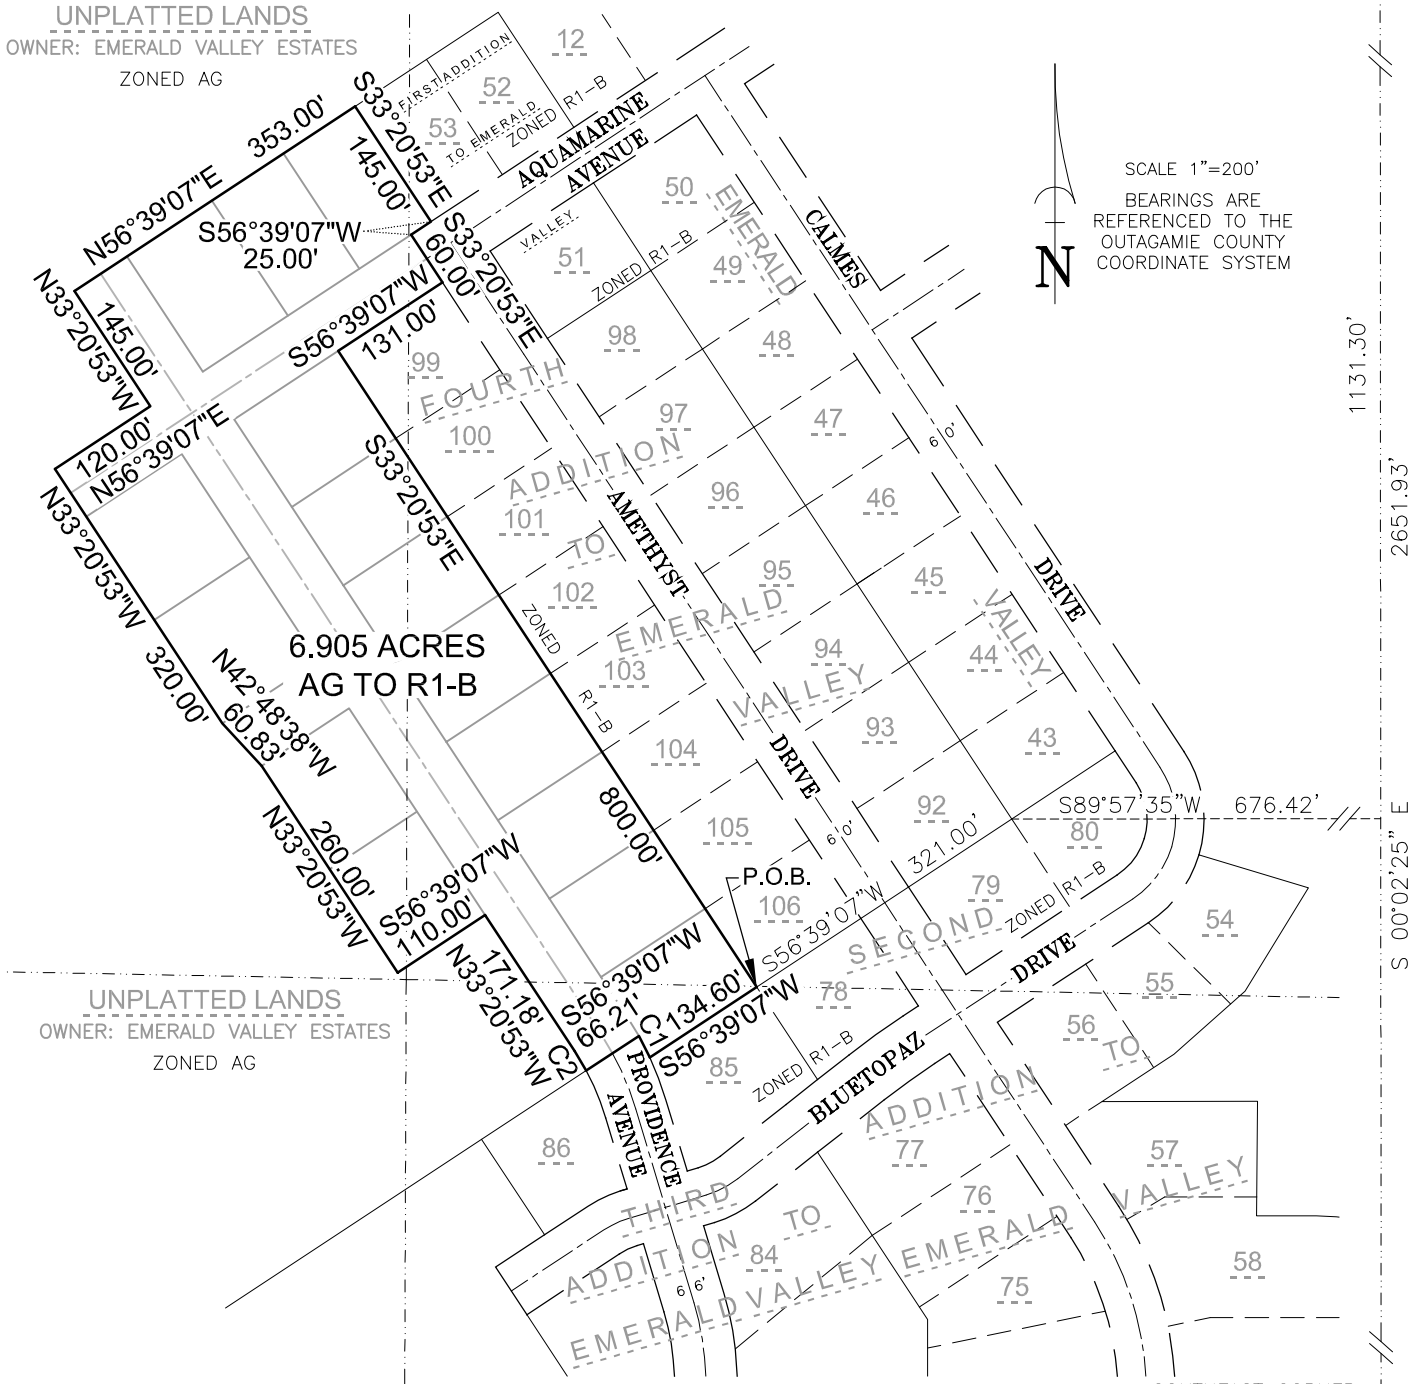 UNPLATTED LANDS
OWNER: EMERALD VALLEY ESTATES
ZONED AG
FIRST ADDITION
TO EMERALD
VALLEY
12
52
53
ZONED R1-B
AQUAMARINE
AVENUE
S33°20'53"E
145.00'
353.00'
N56°39'07"E
S56°39'07"W
25.00'
S33°20'53"E
60.00'
S56°39'07"W
131.00'
N33°20'53"W
145.00'
120.00'
N56°39'07"E
N33°20'53"W
320.00'
N42°48'38"W
60.83'
N33°20'53"W
260.00'
S56°39'07"W
110.00'
N33°20'53"W
171.18'
C2
S56°39'07"W
66.21'
C1
134.60'
S56°39'07"W
S33°20'53"E
800.00'
6.905 ACRES
AG TO R1-B
P.O.B.
SCALE 1"=200'
BEARINGS ARE
REFERENCED TO THE
OUTAGAMIE COUNTY
COORDINATE SYSTEM
N
1131.30'
2651.93'
S 00°02'25" E
S89°57'35"W 676.42'
S56°39'07"W 321.00'
50
51
ZONED R1-B
49
98
48
99
97
47
100
96
46
101
95
45
102
94
44
103
93
43
104
92
105
80
106
79
78
ZONED R1-B
ZONED R1-B
ZONED R1-B
85
86
54
55
56
57
58
77
76
75
84
EMERALD
VALLEY
FOURTH
ADDITION
TO
EMERALD
VALLEY
SECOND
ADDITION
TO
EMERALD
VALLEY
THIRD
ADDITION
TO
EMERALD VALLEY
CALMES
DRIVE
60'
AMETHYST
DRIVE
60'
BLUETOPAZ
DRIVE
PROVIDENCE
AVENUE
66'
UNPLATTED LANDS
OWNER: EMERALD VALLEY ESTATES
ZONED AG